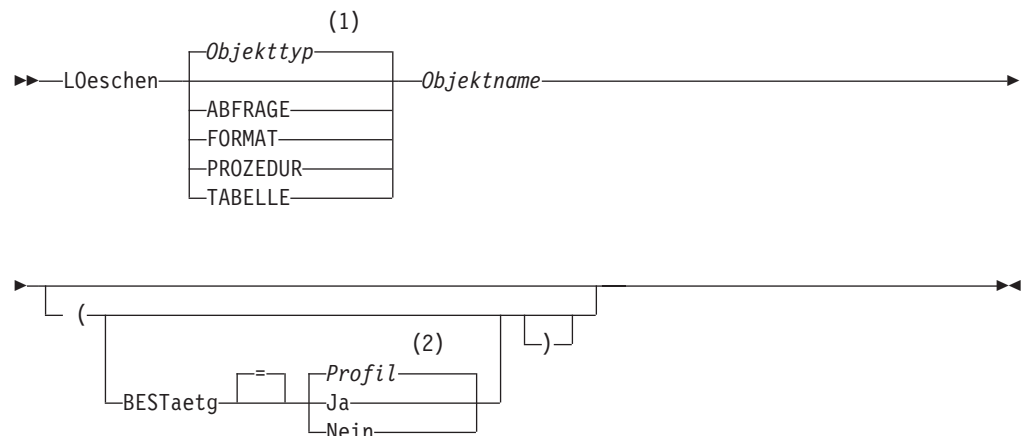 (1)
Objekttyp
LOeschen Objektname
ABFRAGE
FORMAT
PROZEDUR
TABELLE
(
)
(2)
= Profil
BESTaetg Ja
Nein